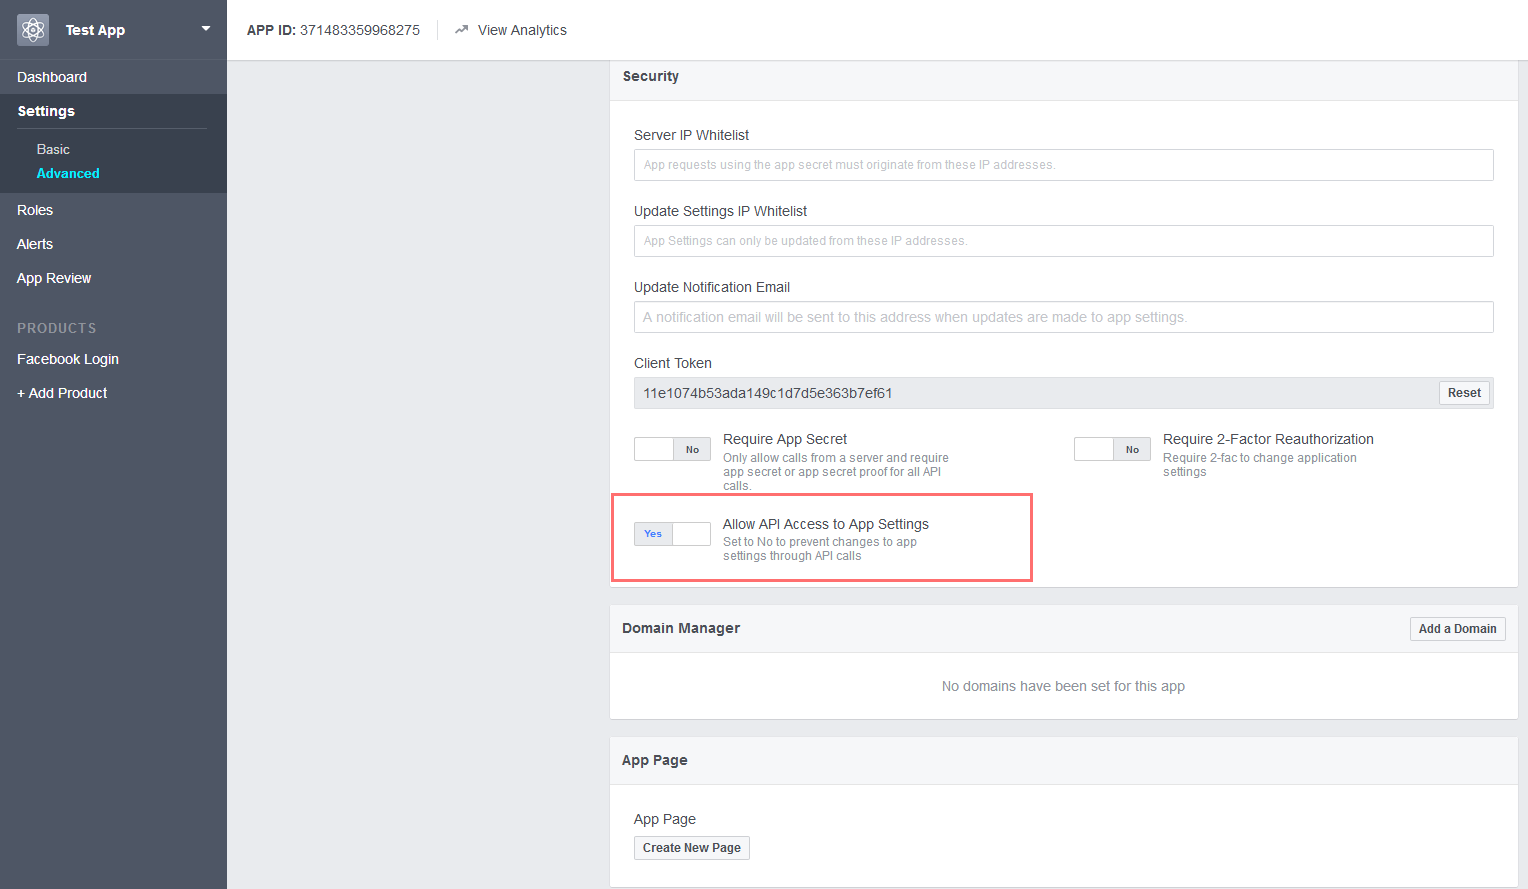 Test App
APP ID: 371483359968275
View Analytics
Dashboard
Settings
Basic
Advanced
Roles
Alerts
App Review
PRODUCTS
Facebook Login
+ Add Product
Security
Server IP Whitelist
App requests using the app secret must originate from these IP addresses.
Update Settings IP Whitelist
App Settings can only be updated from these IP addresses.
Update Notification Email
A notification email will be sent to this address when updates are made to app settings.
Client Token
11e1074b53ada149c1d7d5e363b7ef61
Reset
No
Require App Secret
Only allow calls from a server and require
app secret or app secret proof for all API
calls.
No
Require 2-Factor Reauthorization
Require 2-fac to change application
settings
Yes
Allow API Access to App Settings
Set to No to prevent changes to app
settings through API calls
Domain Manager
Add a Domain
No domains have been set for this app
App Page
App Page
Create New Page